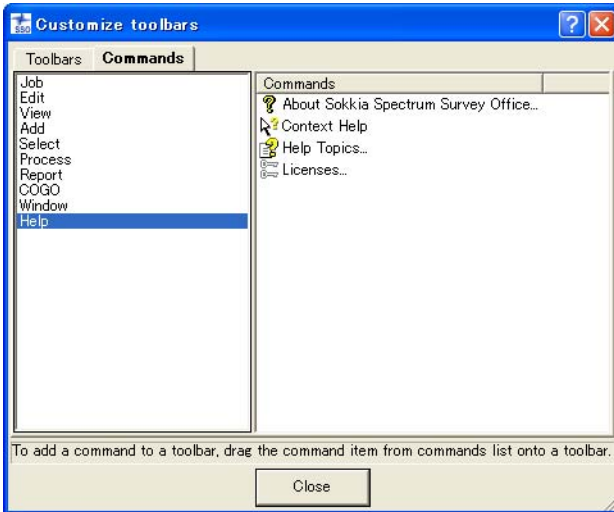 SSO Customize toolbars
Toolbars Commands
Job
Edit
View
Add
Select
Process
Report
COGO
Window
Help
Commands
About Sokkia Spectrum Survey Office...
Context Help
Help Topics...
Licenses...
To add a command to a toolbar, drag the command item from commands list onto a toolbar.
Close